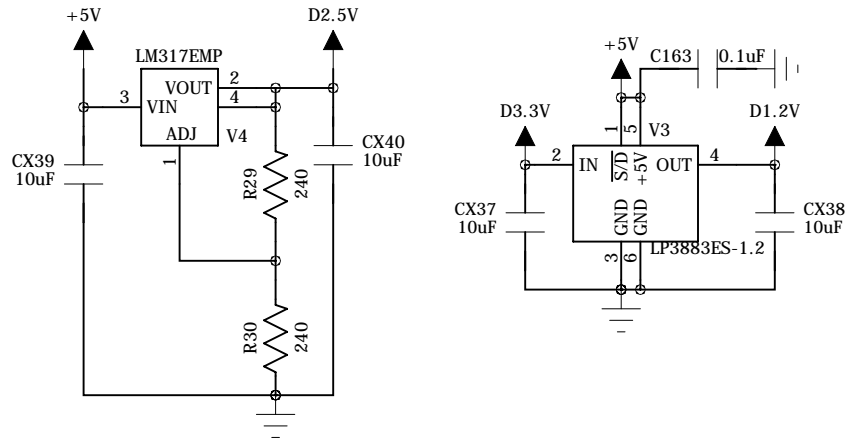 +5V
D2.5V
LM317EMP
VOUT
2
4
3
VIN
ADJ
V4
1
CX39
10uF
CX40
10uF
R29
240
R30
240
+5V
C163
0.1uF
D3.3V
D1.2V
1
5
V3
2
IN
S/D
+5V
OUT
4
GND
GND
CX37
10uF
CX38
10uF
LP3883ES-1.2
3
6